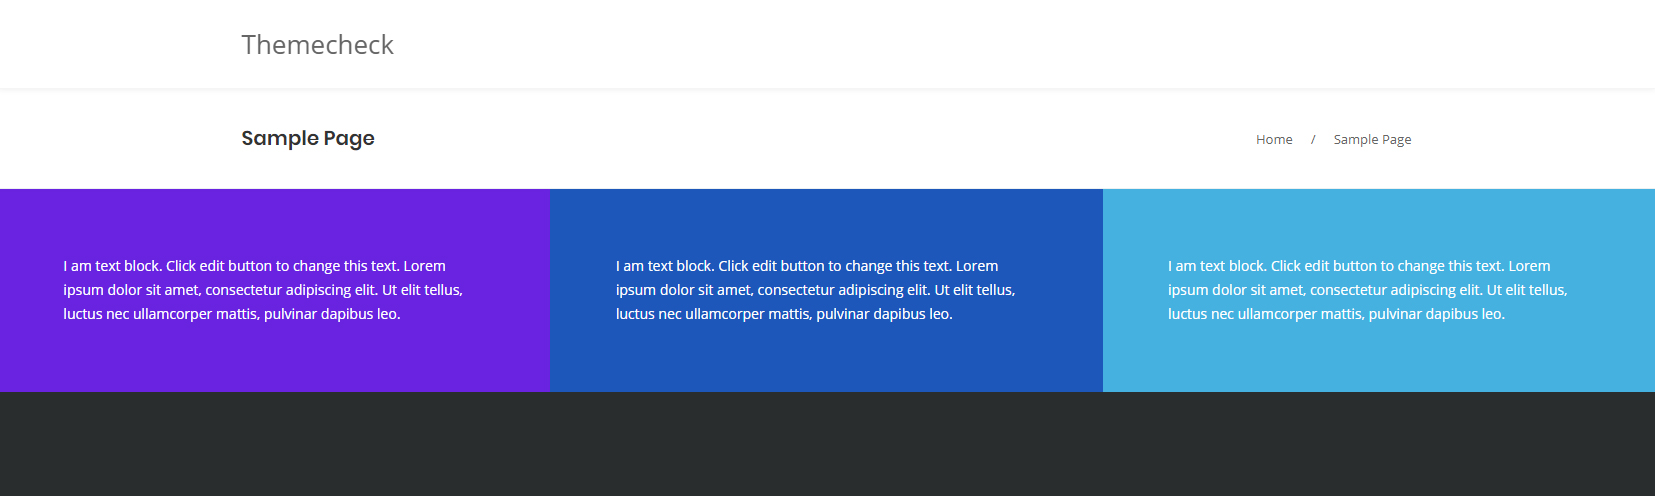 Themecheck
Sample Page
Home / Sample Page
I am text block. Click edit button to change this text. Lorem
ipsum dolor sit amet, consectetur adipiscing elit. Ut elit tellus,
luctus nec ullamcorper mattis, pulvinar dapibus leo.
I am text block. Click edit button to change this text. Lorem
ipsum dolor sit amet, consectetur adipiscing elit. Ut elit tellus,
luctus nec ullamcorper mattis, pulvinar dapibus leo.
I am text block. Click edit button to change this text. Lorem
ipsum dolor sit amet, consectetur adipiscing elit. Ut elit tellus,
luctus nec ullamcorper mattis, pulvinar dapibus leo.